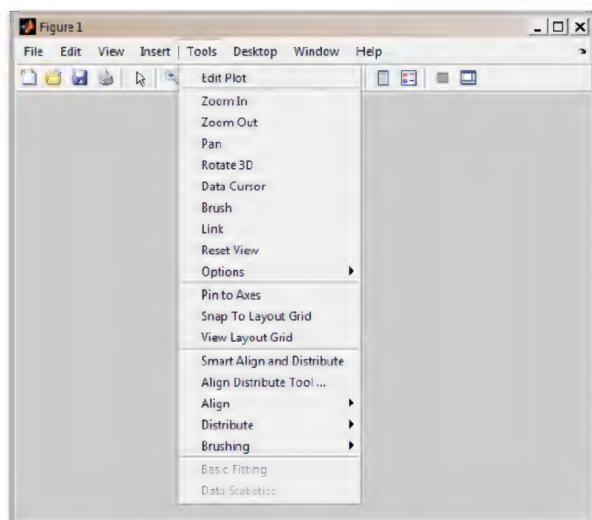 Figure 1
File Edit View Insert Tools Desktop Window Help
Edit Plot
Zoom In
Zoom Out
Pan
Rotate 3D
Data Cursor
Brush
Link
Reset View
Options
Pin to Axes
Snap To Layout Grid
View Layout Grid
Smart Align and Distribute
Align Distribute Tool ...
Align
Distribute
Brushing
Basic Fitting
Data Statistics